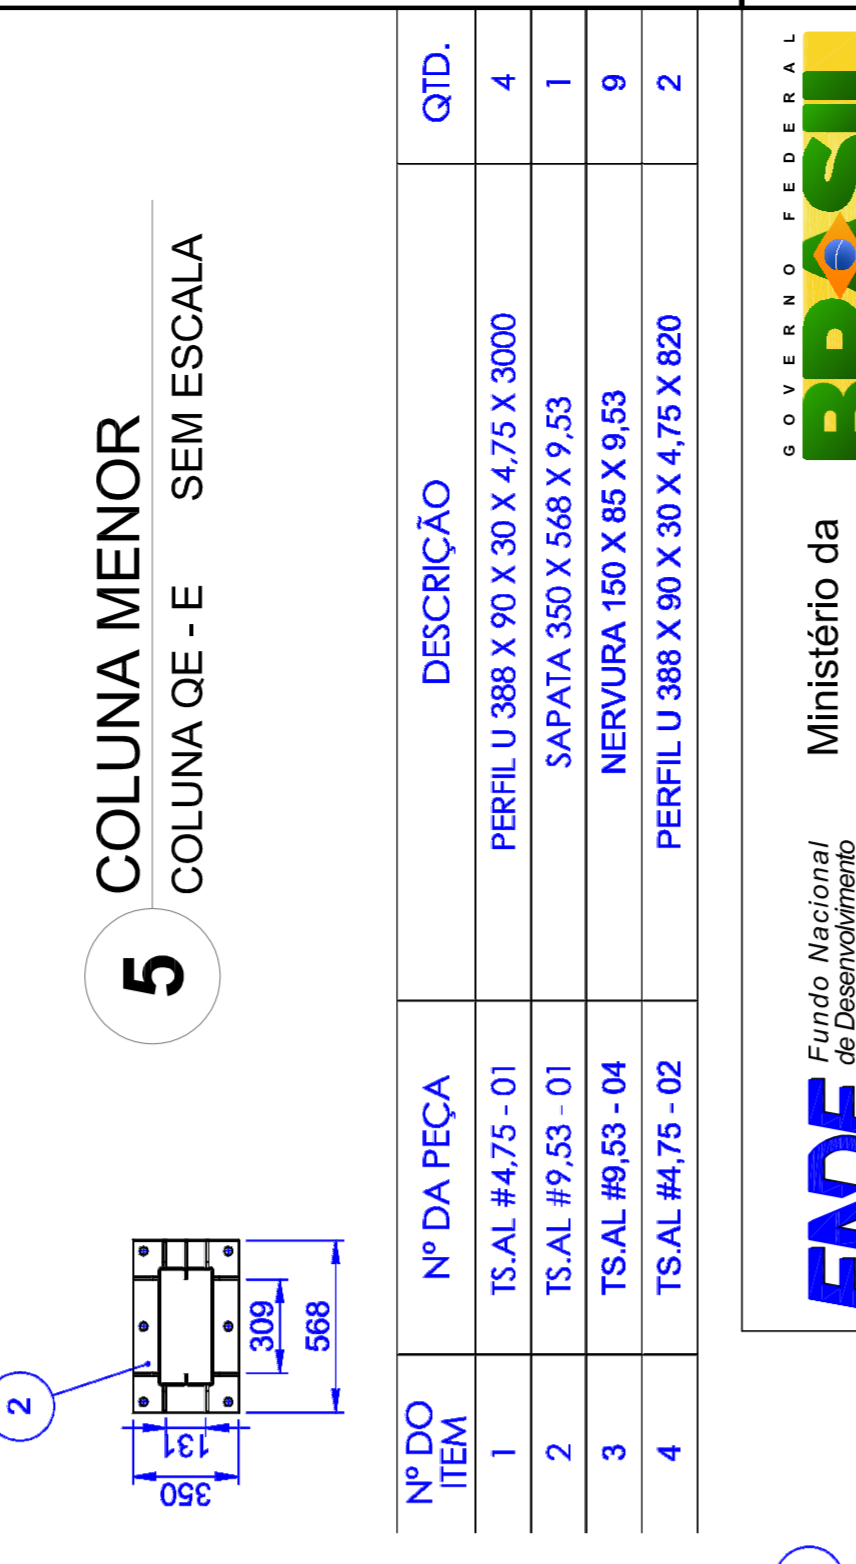 5
COLUNA MENOR
COLUNA QE - E SEM ESCALA
2
350
131
309
568
Nº DO ITEM Nº DA PEÇA DESCRIÇÃO QTD.
1 TS.AL #4,75 - 01 PERFIL U 388 X 90 X 30 X 4,75 X 3000 4
2 TS.AL #9,53 - 01 SAPATA 350 X 568 X 9,53 1
3 TS.AL #9,53 - 04 NERVURA 150 X 85 X 9,53 9
4 TS.AL #4,75 - 02 PERFIL U 388 X 90 X 30 X 4,75 X 820 2
Fundo Nacional
de Desenvolvimento
Ministério da
GOVERNO FEDERAL
BRASIL